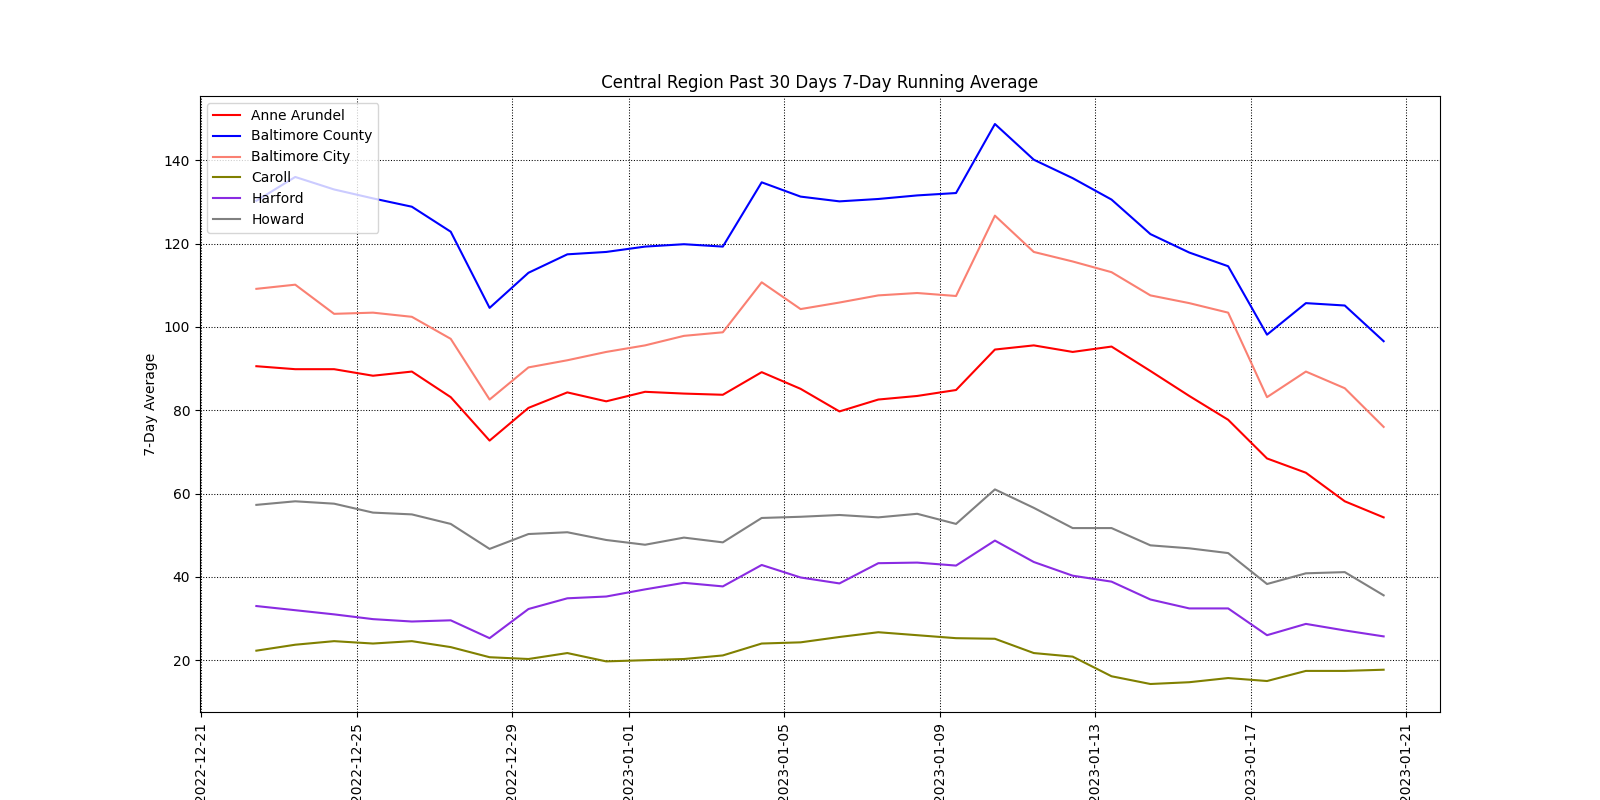 Central Region Past 30 Days 7-Day Running Average
Anne Arundel
Baltimore County
Baltimore City
Caroll
Harford
Howard
7-Day Average
140
120
100
80
60
40
20
2022-12-21
2022-12-25
2022-12-29
2023-01-01
2023-01-05
2023-01-09
2023-01-13
2023-01-17
2023-01-21